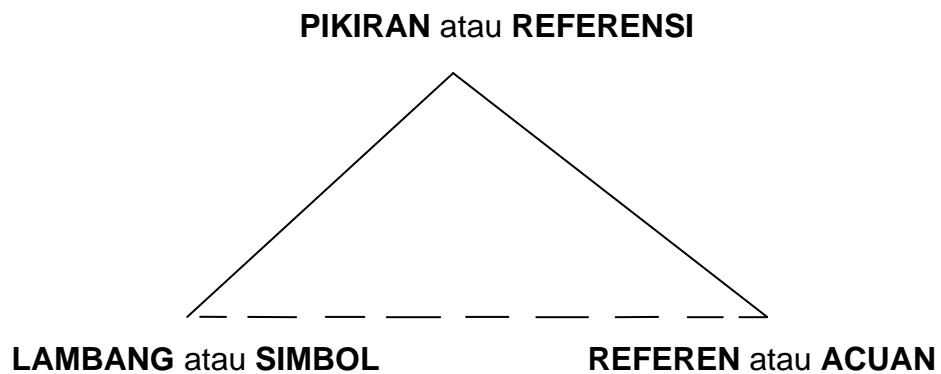 PIKIRAN atau REFERENSI
LAMBANG atau SIMBOL
REFEREN atau ACUAN